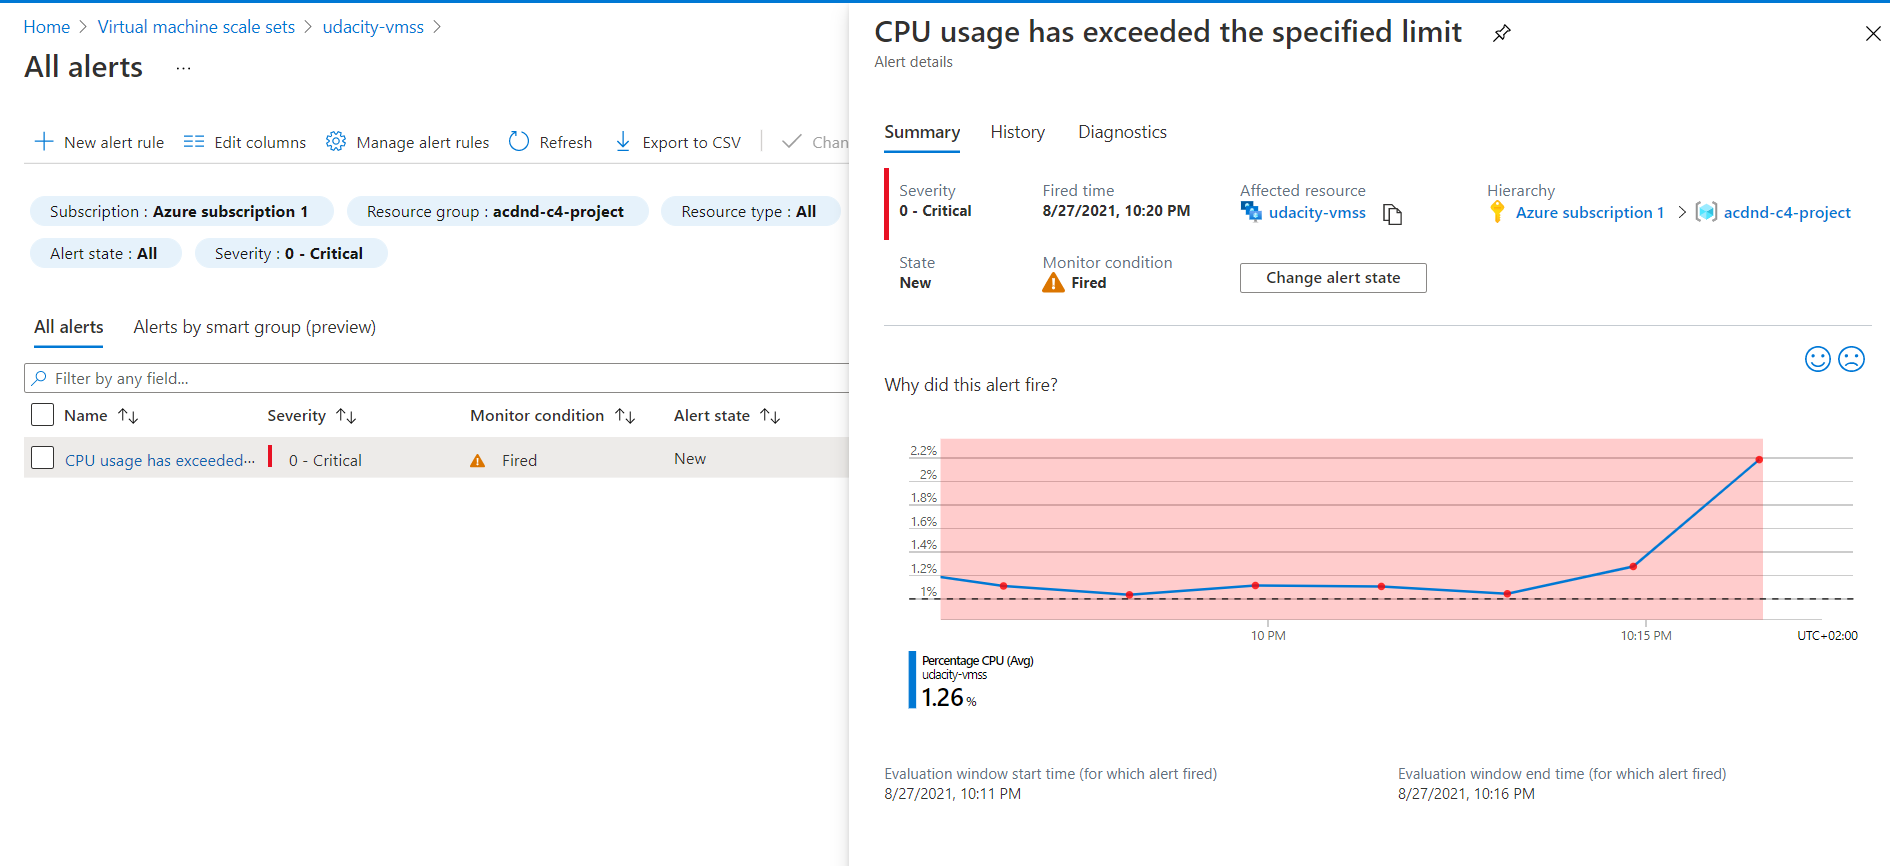 Home > Virtual machine scale sets > udacity-vmss >
All alerts ...
New alert rule Edit columns Manage alert rules Refresh Export to CSV Chan
Subscription : Azure subscription 1 Resource group : acdnd-c4-project Resource type : All
Alert state : All Severity : 0 - Critical
All alerts Alerts by smart group (preview)
Filter by any field...
Name Severity Monitor condition Alert state
CPU usage has exceeded... 0 - Critical Fired New
CPU usage has exceeded the specified limit
Alert details
Summary History Diagnostics
Severity Fired time Affected resource Hierarchy
0 - Critical 8/27/2021, 10:20 PM udacity-vmss Azure subscription 1 > acdnd-c4-project
State Monitor condition
New Fired Change alert state
Why did this alert fire?
2.2%
2%
1.8%
1.6%
1.4%
1.2%
1%
10 PM 10:15 PM UTC+02:00
Percentage CPU (Avg)
udacity-vmss
1.26 %
Evaluation window start time (for which alert fired) Evaluation window end time (for which alert fired)
8/27/2021, 10:11 PM 8/27/2021, 10:16 PM